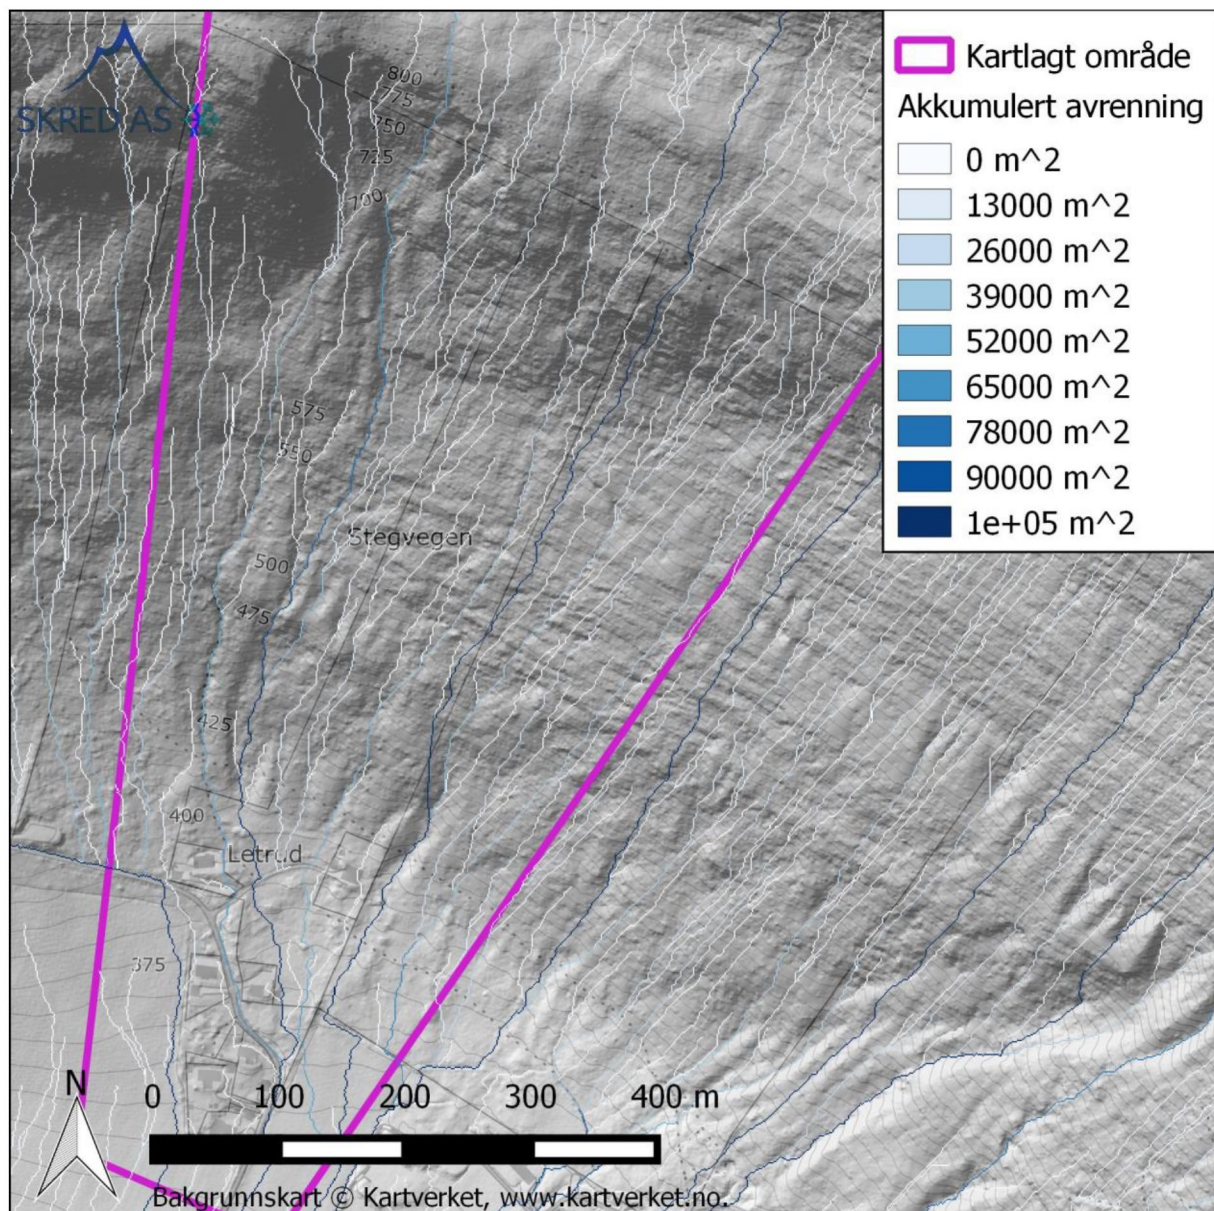 SKRED AS
Kartlagt område
Akkumulert avrenning
0 m^2
13000 m^2
26000 m^2
39000 m^2
52000 m^2
65000 m^2
78000 m^2
90000 m^2
1e+05 m^2
800
775
750
725
700
575
550
Stegvegen
500
475
425
400
Letrud
375
N
0 100 200 300 400 m
Bakgrunnskart © Kartverket, www.kartverket.no.